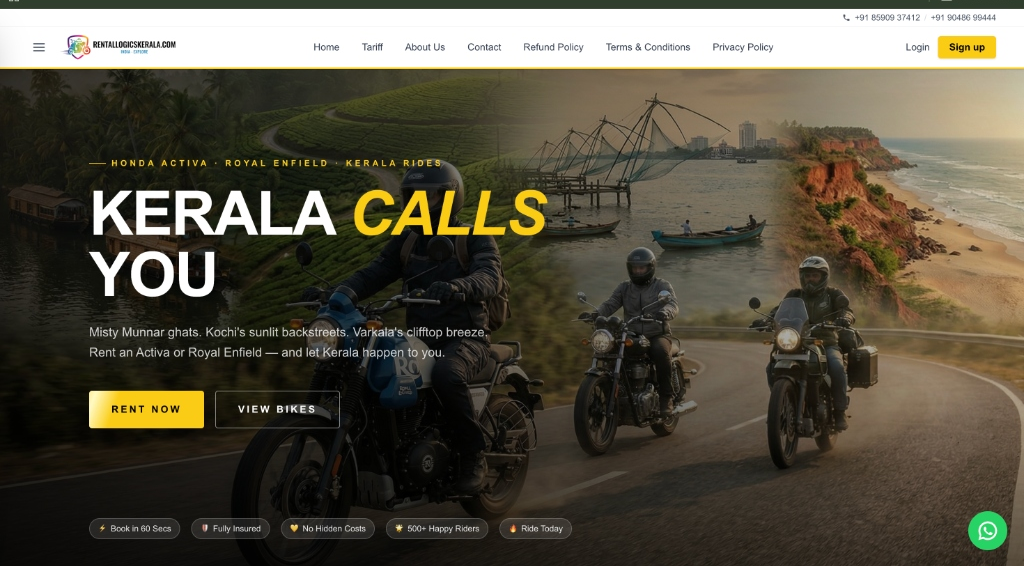 +91 85909 37412 / +91 90486 99444
RENTALLOGICSKERALA.COM
Home Tariff About Us Contact Refund Policy Terms & Conditions Privacy Policy
Login Sign up
HONDA ACTIVA · ROYAL ENFIELD · KERALA RIDES
KERALA CALLS
YOU
Misty Munnar ghats. Kochi's sunlit backstreets. Varkala's clifftop breeze.
Rent an Activa or Royal Enfield — and let Kerala happen to you.
RENT NOW VIEW BIKES
Book in 60 Secs Fully Insured No Hidden Costs 500+ Happy Riders Ride Today